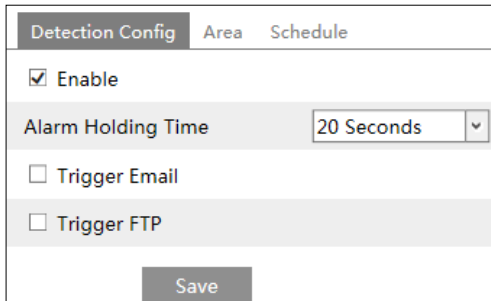 Detection Config Area Schedule
Enable
Alarm Holding Time 20 Seconds
Trigger Email
Trigger FTP
Save